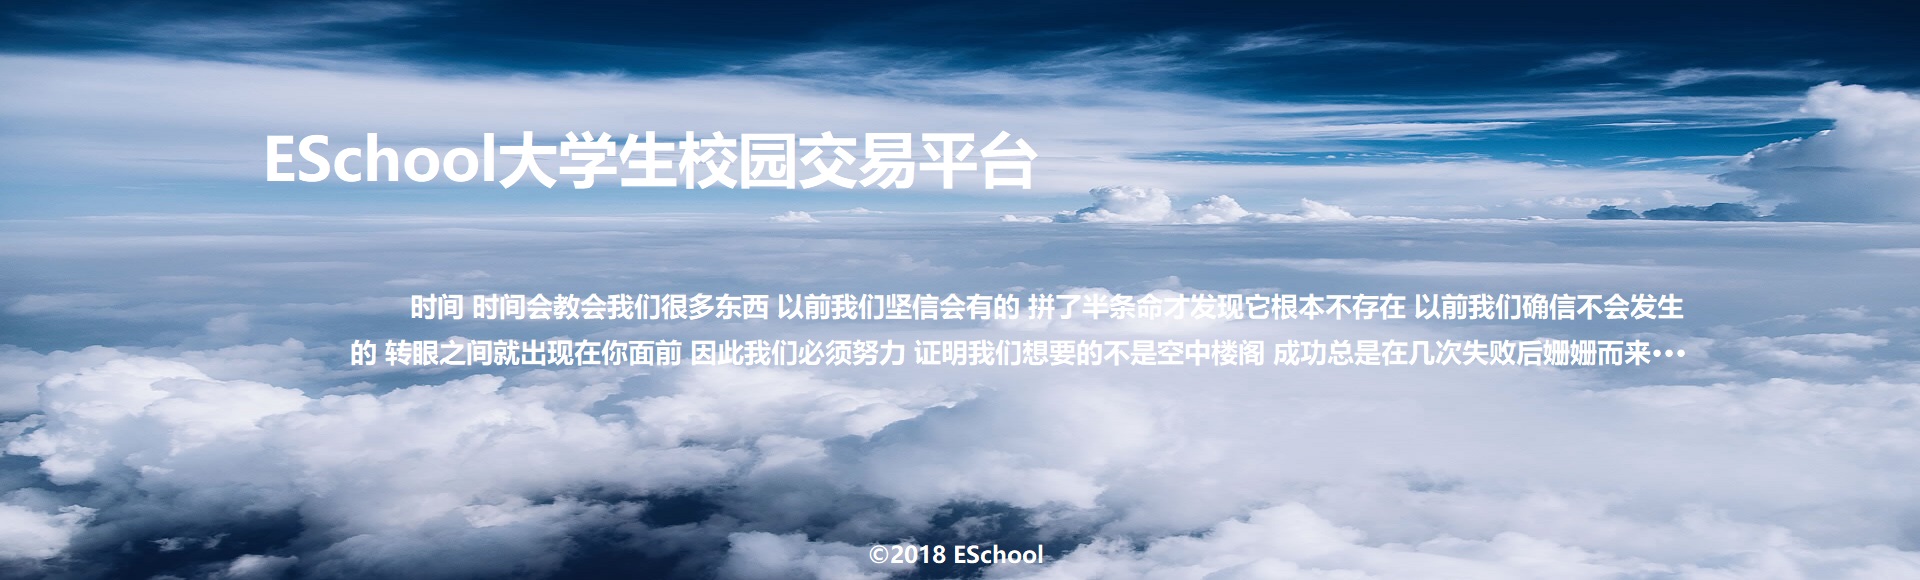 ESchool大学生校园交易平台
时间 时间会教会我们很多东西 以前我们坚信会有的 拼了半条命才发现它根本不存在 以前我们确信不会发生
的 转眼之间就出现在你面前 因此我们必须努力 证明我们想要的不是空中楼阁 成功总是在几次失败后姗姗而来•••
©2018 ESchool